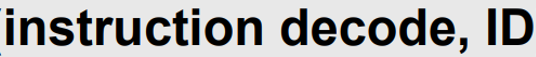 (instruction decode, ID